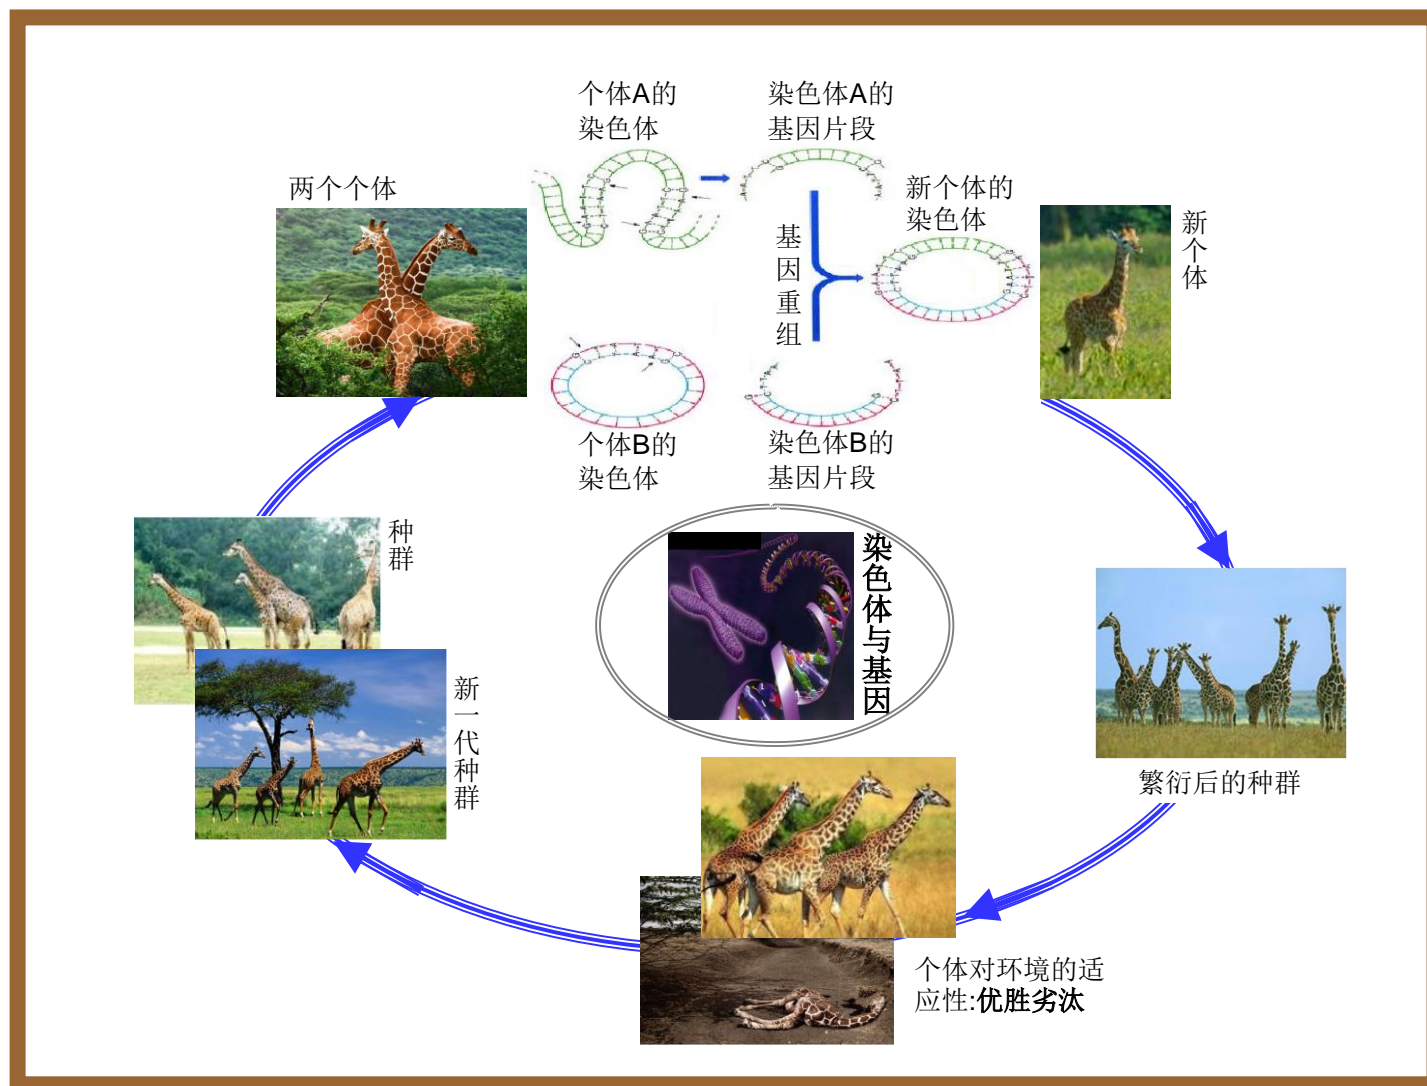 个体A的
染色体
染色体A的
基因片段
两个个体
新个体的
染色体
新个体
基因重组
个体B的
染色体
染色体B的
基因片段
种群
染色体与基因
新一代种群
繁衍后的种群
个体对环境的适
应性:优胜劣汰